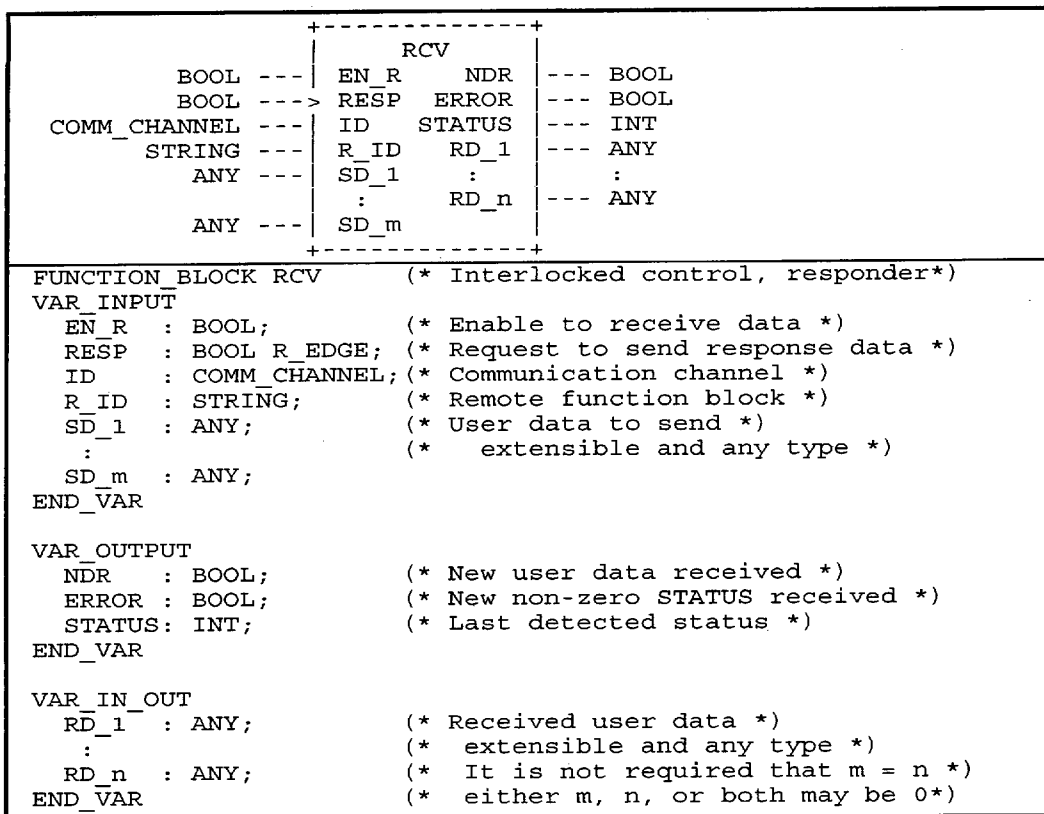 +--------------+
| RCV |
BOOL ---| EN_R NDR |--- BOOL
BOOL ---> RESP ERROR |--- BOOL
COMM_CHANNEL ---| ID STATUS |--- INT
STRING ---| R_ID RD_1 |--- ANY
ANY ---| SD_1 : | :
| : RD_n |--- ANY
ANY ---| SD_m |
+--------------+
FUNCTION_BLOCK RCV (* Interlocked control, responder*)
VAR_INPUT
EN_R : BOOL; (* Enable to receive data *)
RESP : BOOL R_EDGE; (* Request to send response data *)
ID : COMM_CHANNEL; (* Communication channel *)
R_ID : STRING; (* Remote function block *)
SD_1 : ANY; (* User data to send *)
: (* extensible and any type *)
SD_m : ANY;
END_VAR
VAR_OUTPUT
NDR : BOOL; (* New user data received *)
ERROR : BOOL; (* New non-zero STATUS received *)
STATUS: INT; (* Last detected status *)
END_VAR
VAR_IN_OUT
RD_1 : ANY; (* Received user data *)
: (* extensible and any type *)
RD_n : ANY; (* It is not required that m = n *)
END_VAR (* either m, n, or both may be 0*)